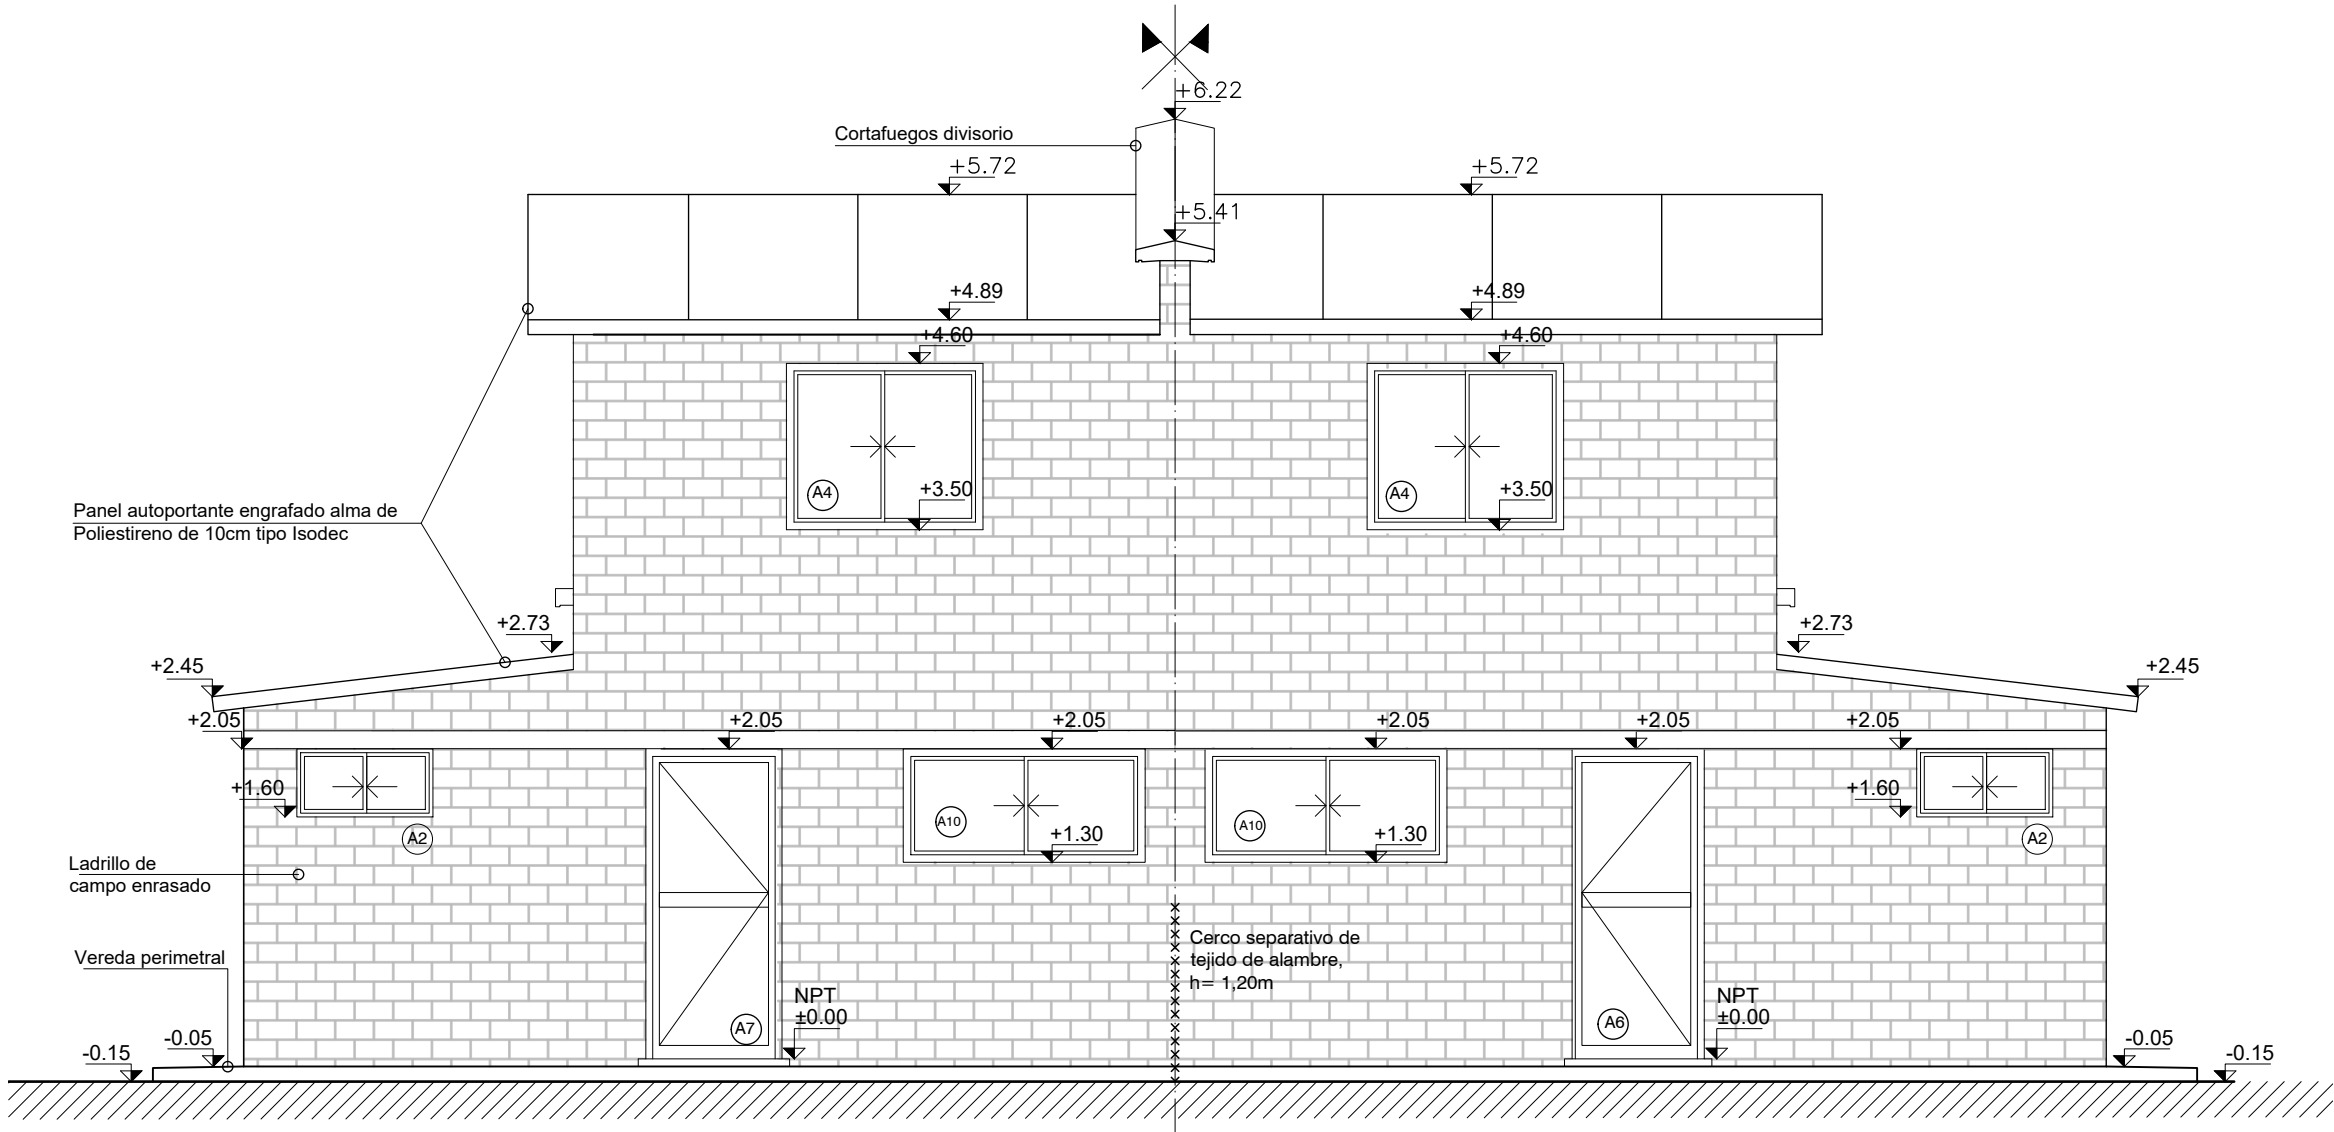 +6.22
Cortafuegos divisorio
+5.72
+5.72
+5.41
+4.89
+4.89
+4.60
+4.60
A4
+3.50
A4
+3.50
Panel autoportante engrafado alma de
Poliestireno de 10cm tipo Isodec
+2.73
+2.73
+2.45
+2.45
+2.05
+2.05
+2.05
+2.05
+2.05
+2.05
+1.60
+1.60
A10
A10
+1.30
+1.30
A2
A2
Ladrillo de
campo enrasado
Cerco separativo de
tejido de alambre,
h= 1,20m
Vereda perimetral
NPT
±0.00
NPT
±0.00
A7
A6
-0.05
-0.05
-0.15
-0.15